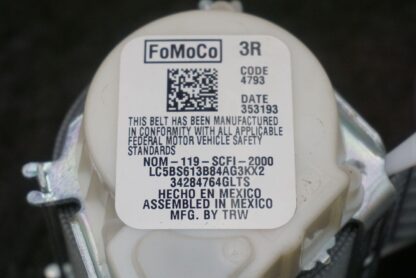 FoMoCo 3R
CODE
4793
DATE
353193
THIS BELT HAS BEEN MANUFACTURED
IN CONFORMITY WITH ALL APPLICABLE
FEDERAL MOTOR VEHICLE SAFETY
STANDARDS
NOM-119-SCFI-2000
LC5BS613B84AG3KX2
34284764GLTS
HECHO EN MEXICO
ASSEMBLED IN MEXICO
MFG. BY TRW